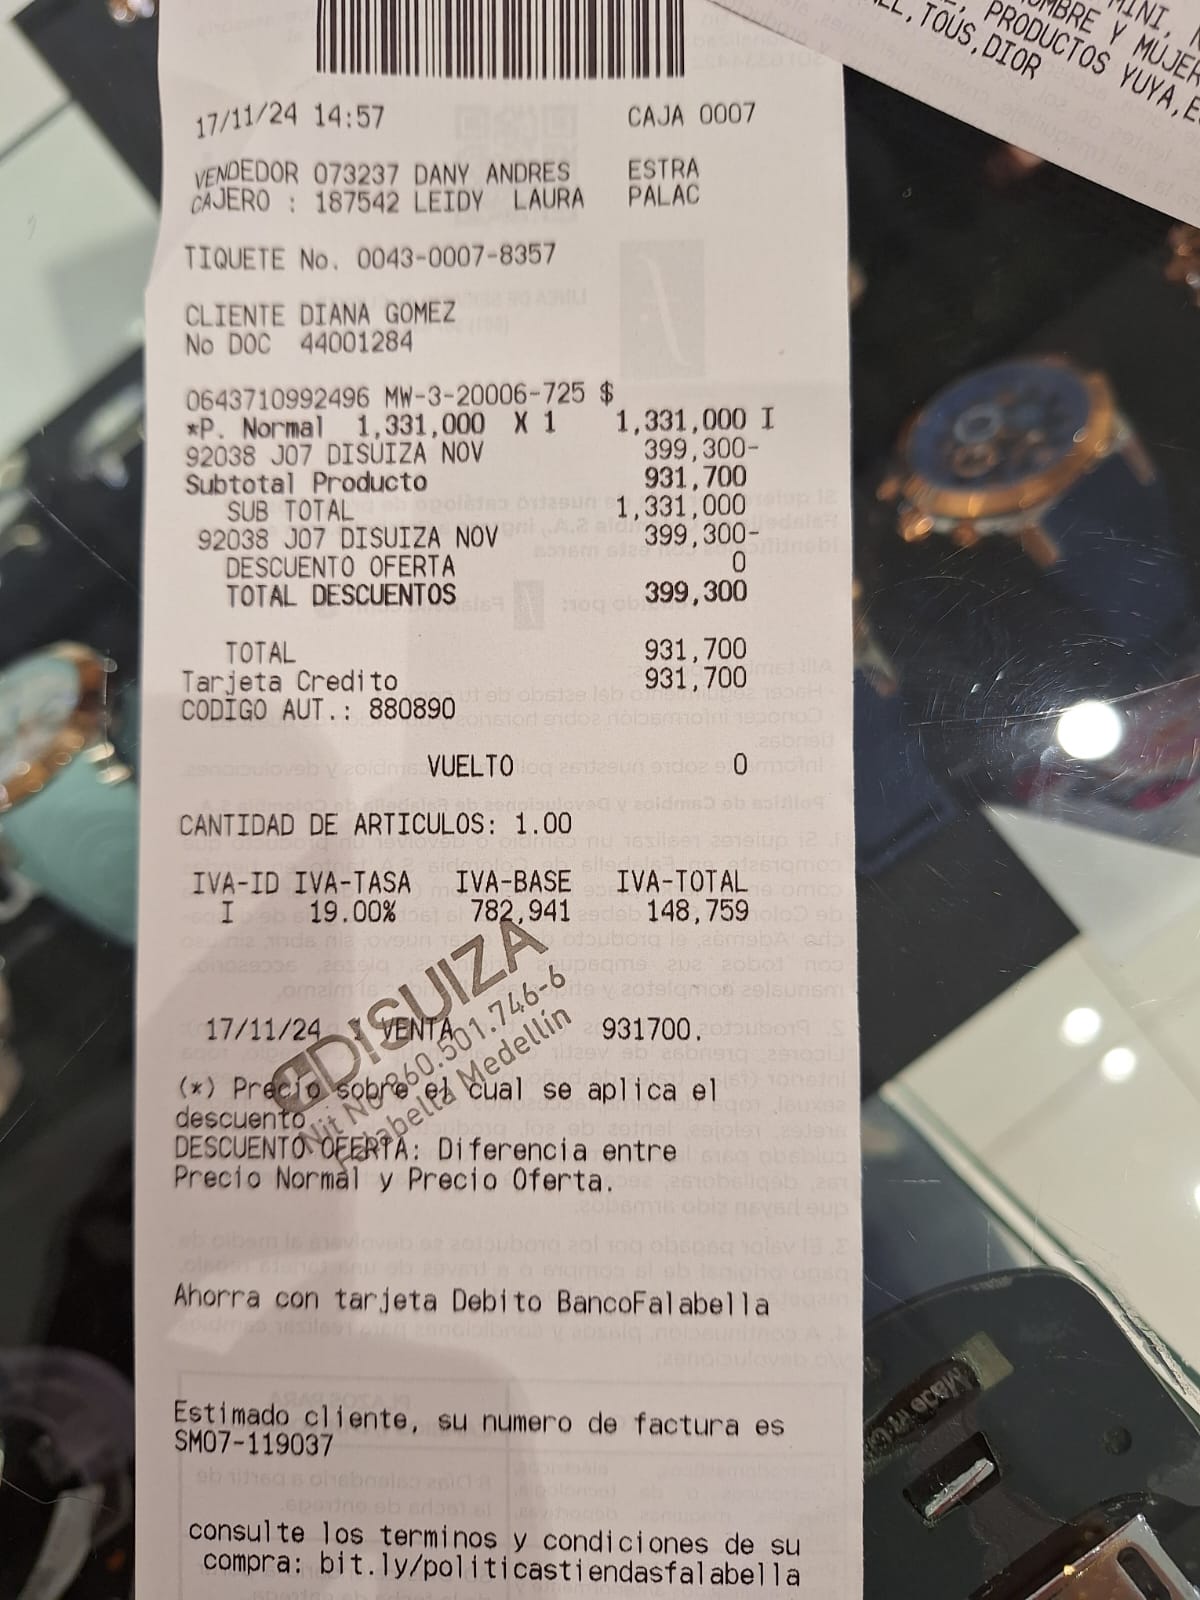 17/11/24 14:57 CAJA 0007
VENDEDOR 073237 DANY ANDRES ESTRA
CAJERO : 187542 LEIDY LAURA PALAC
TIQUETE No. 0043-0007-8357
CLIENTE DIANA GOMEZ
No DOC 44001284
0643710992496 MW-3-20006-725 $
*P. Normal 1,331,000 X 1 1,331,000 I
92038 J07 DISUIZA NOV 399,300-
Subtotal Producto 931,700
SUB TOTAL 1,331,000
92038 J07 DISUIZA NOV 399,300-
DESCUENTO OFERTA 0
TOTAL DESCUENTOS 399,300
TOTAL 931,700
Tarjeta Credito 931,700
CODIGO AUT.: 880890
VUELTO 0
CANTIDAD DE ARTICULOS: 1.00
IVA-ID IVA-TASA IVA-BASE IVA-TOTAL
I 19.00% 782,941 148,759
DISUIZA
Nit No 860.501.746-6
Falabella Medellín
17/11/24 VENTA 931700.
(*) Precio sobre el cual se aplica el
descuento
DESCUENTO OFERTA: Diferencia entre
Precio Normal y Precio Oferta.
Ahorra con tarjeta Debito BancoFalabella
Estimado cliente, su numero de factura es
SM07-119037
consulte los terminos y condiciones de su
compra: bit.ly/politicastiendasfalabella
MINI,
HOMBRE Y MUJER
PRODUCTOS YUYA,
TOUS,DIOR